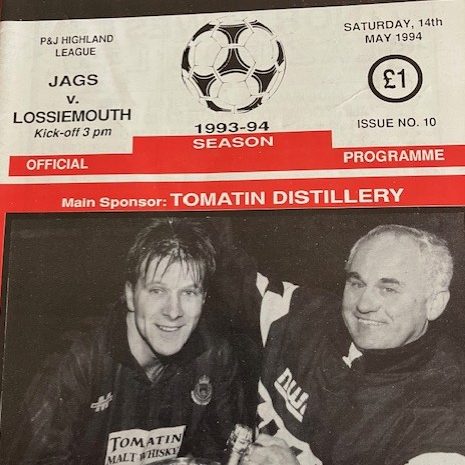 P&J HIGHLAND
LEAGUE
JAGS
v.
LOSSIEMOUTH
Kick-off 3 pm
1993-94
SEASON
SATURDAY, 14th
MAY 1994
£1
ISSUE NO. 10
OFFICIAL
PROGRAMME
Main Sponsor: TOMATIN DISTILLERY
TOMATIN
MALT WHISKY